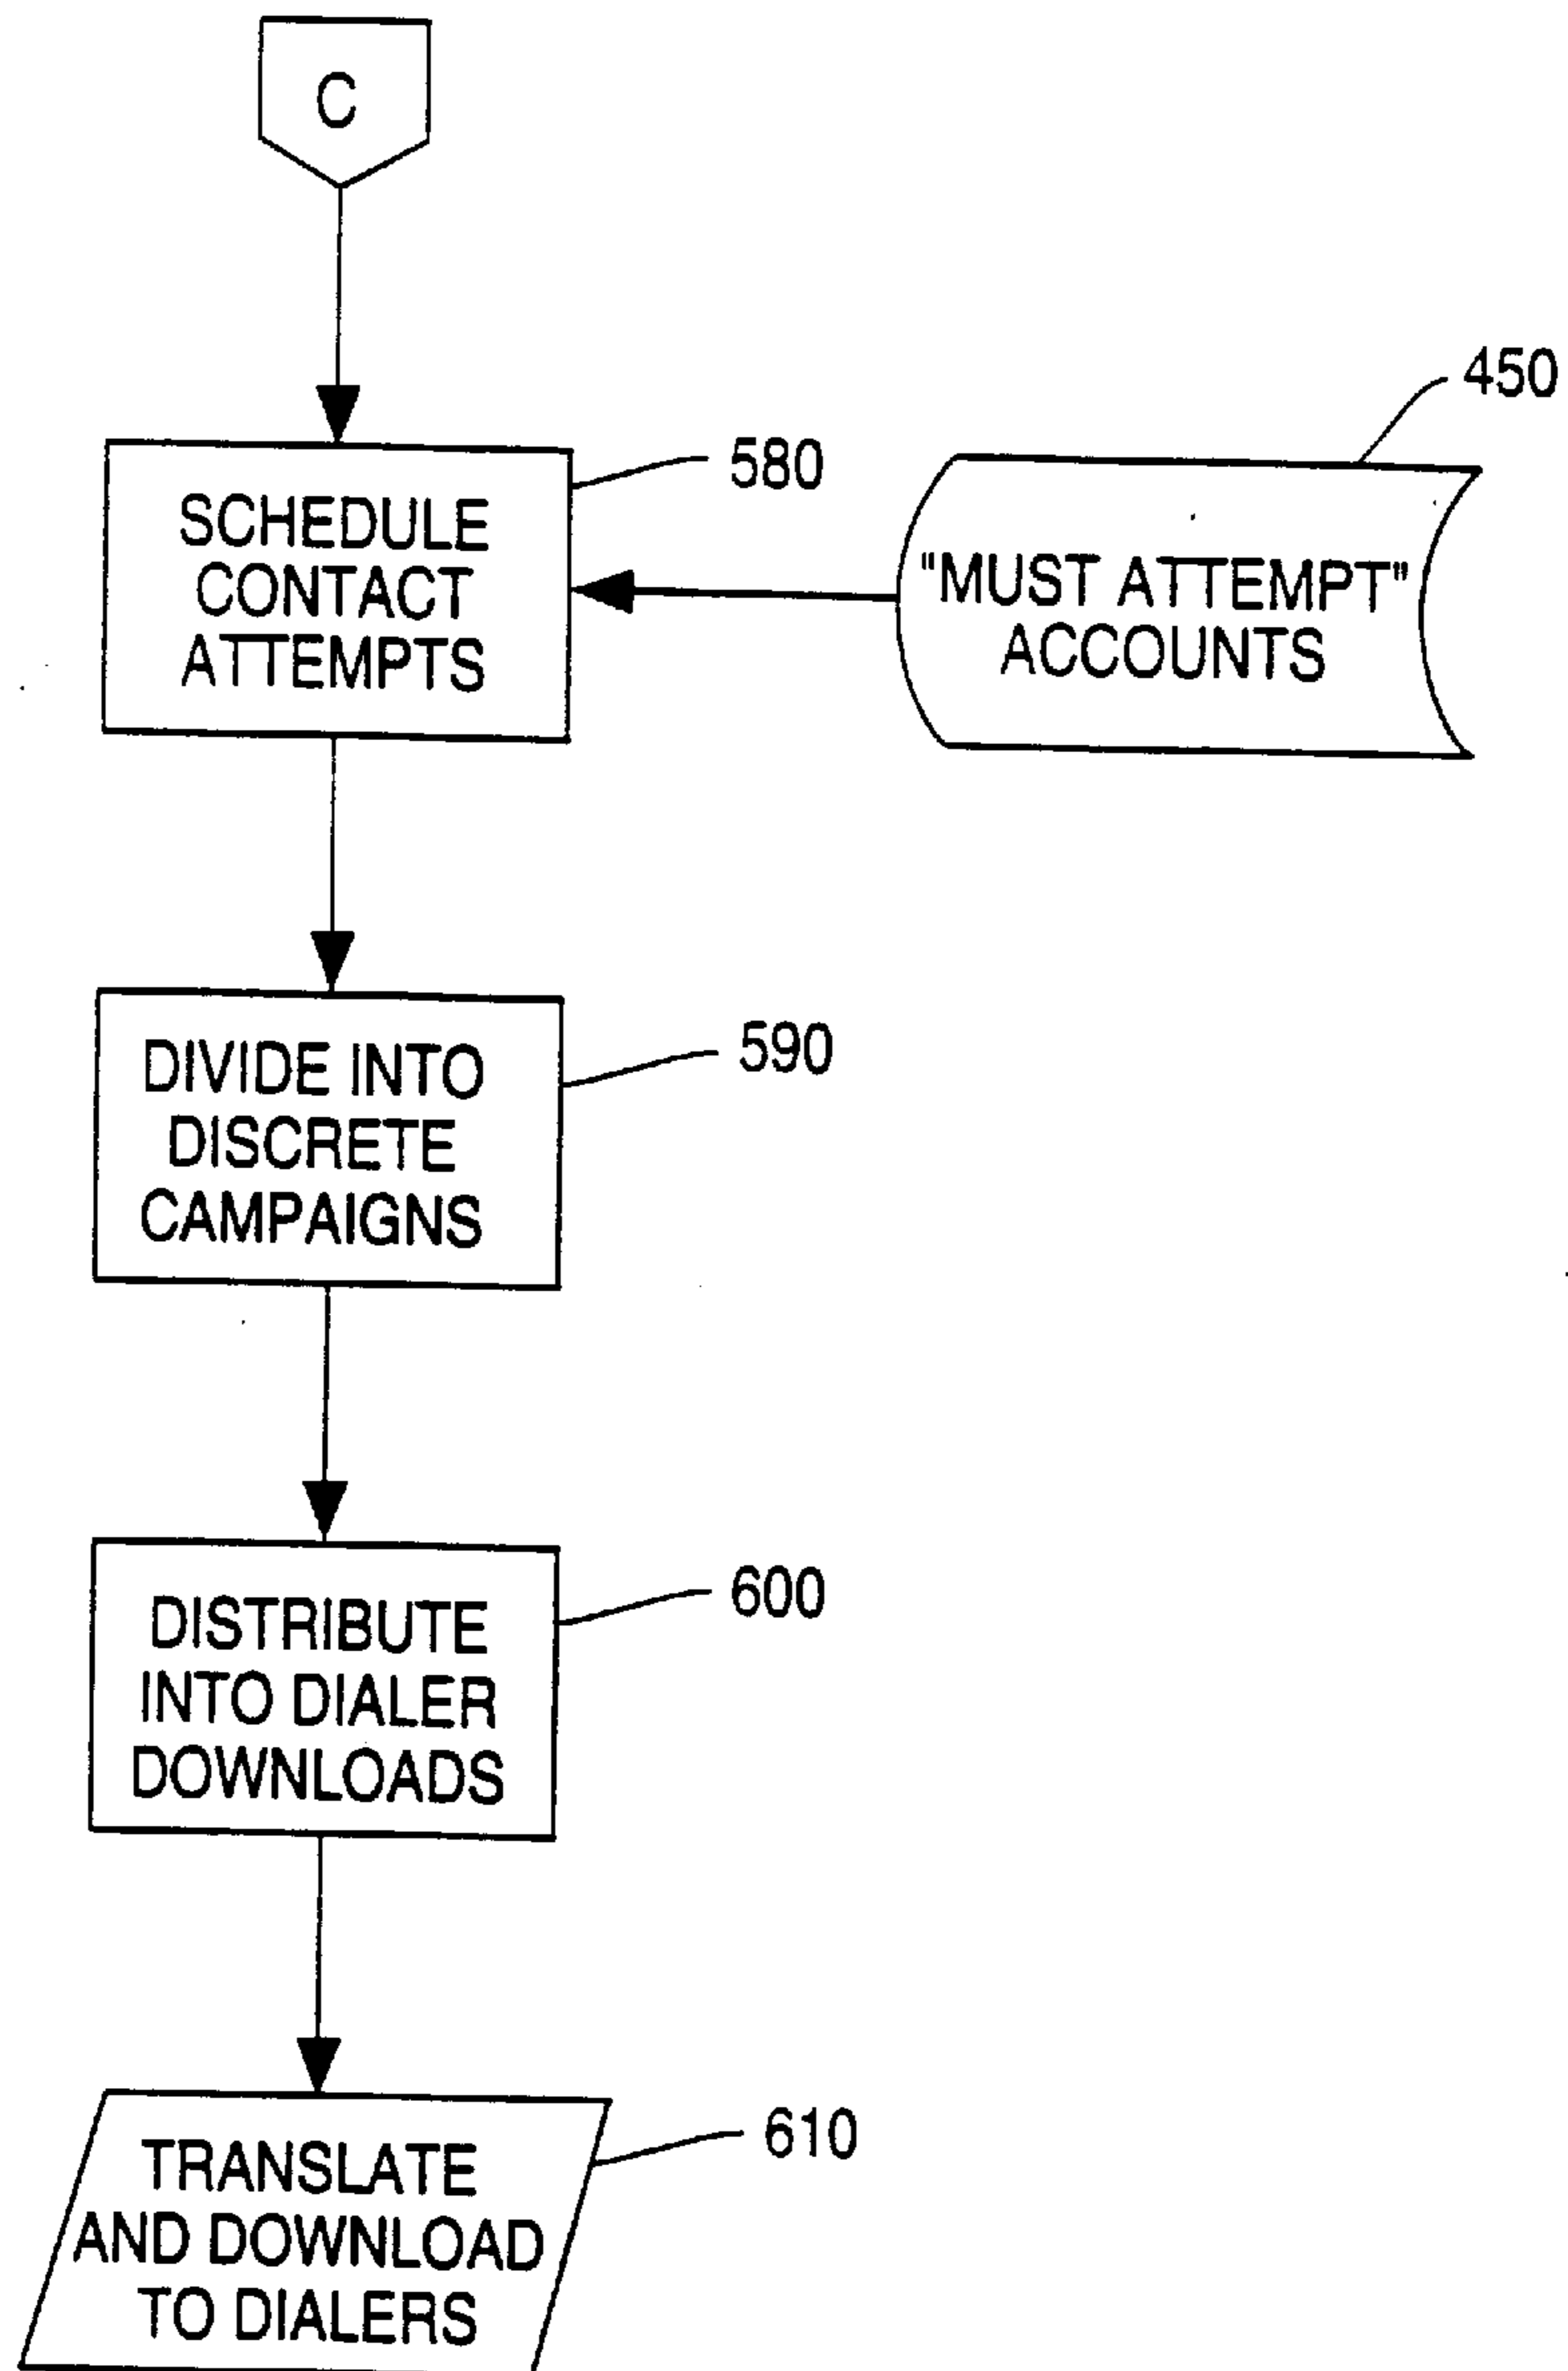 C
450
580
SCHEDULE
CONTACT
ATTEMPTS
"MUST ATTEMPT"
ACCOUNTS
590
DIVIDE INTO
DISCRETE
CAMPAIGNS
600
DISTRIBUTE
INTO DIALER
DOWNLOADS
610
TRANSLATE
AND DOWNLOAD
TO DIALERS